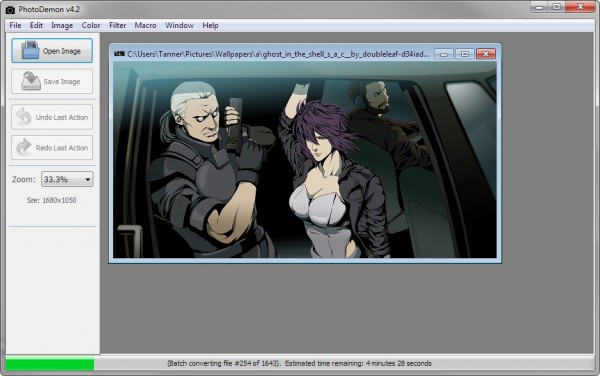 PhotoDemon v4.2
File Edit Image Color Filter Macro Window Help
Open Image
Save Image
Undo Last Action
Redo Last Action
Zoom: 33.3%
Size: 1680x1050
C:\Users\Tanner\Pictures\Wallpapers\a\ghost_in_the_shell_s_a_c__by_doubleleaf-d34iad...
(Batch converting file #254 of 1643). Estimated time remaining: 4 minutes 28 seconds